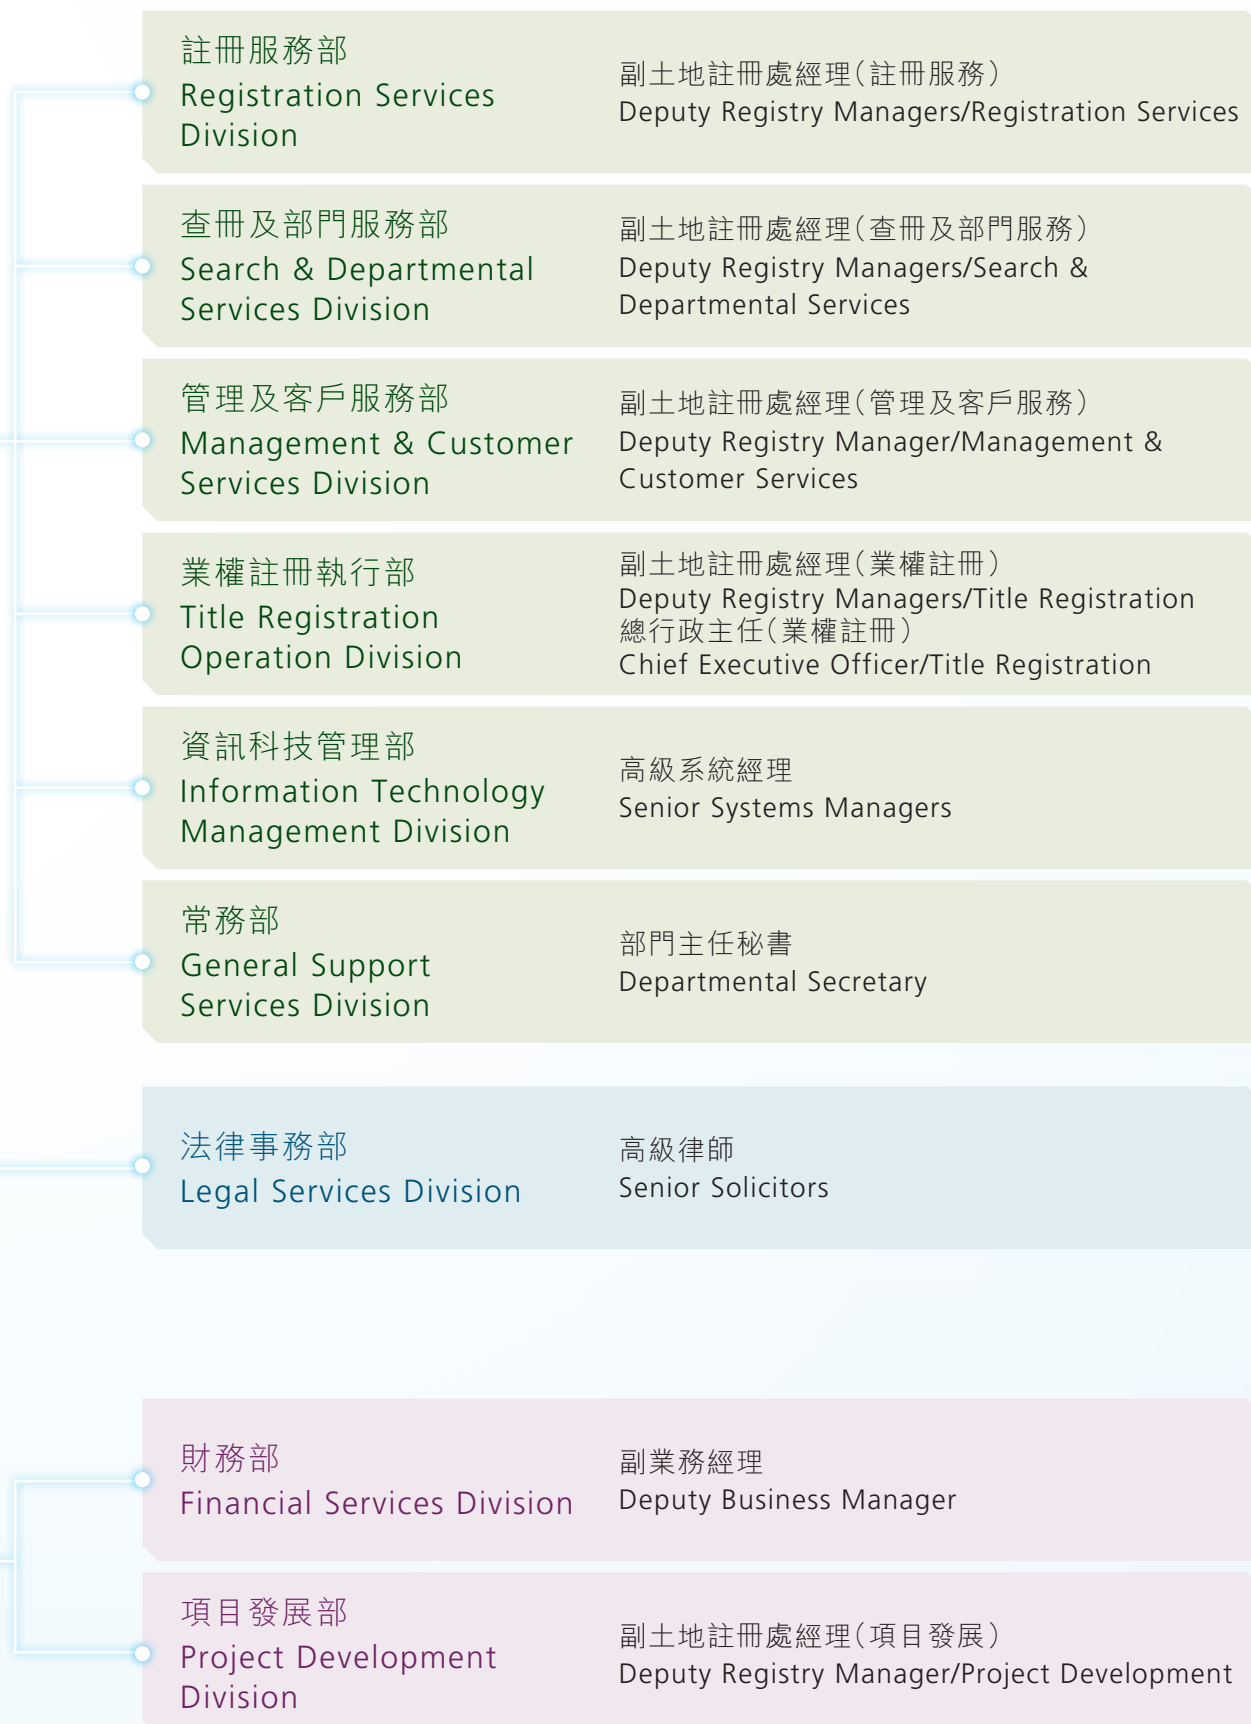 註冊服務部
Registration Services
Division
副土地註冊處經理(註冊服務)
Deputy Registry Managers/Registration Services
查冊及部門服務部
Search & Departmental
Services Division
副土地註冊處經理(查冊及部門服務)
Deputy Registry Managers/Search &
Departmental Services
管理及客戶服務部
Management & Customer
Services Division
副土地註冊處經理(管理及客戶服務)
Deputy Registry Manager/Management &
Customer Services
業權註冊執行部
Title Registration
Operation Division
副土地註冊處經理(業權註冊)
Deputy Registry Managers/Title Registration
總行政主任(業權註冊)
Chief Executive Officer/Title Registration
資訊科技管理部
Information Technology
Management Division
高級系統經理
Senior Systems Managers
常務部
General Support
Services Division
部門主任秘書
Departmental Secretary
法律事務部
Legal Services Division
高級律師
Senior Solicitors
財務部
Financial Services Division
副業務經理
Deputy Business Manager
項目發展部
Project Development
Division
副土地註冊處經理(項目發展)
Deputy Registry Manager/Project Development